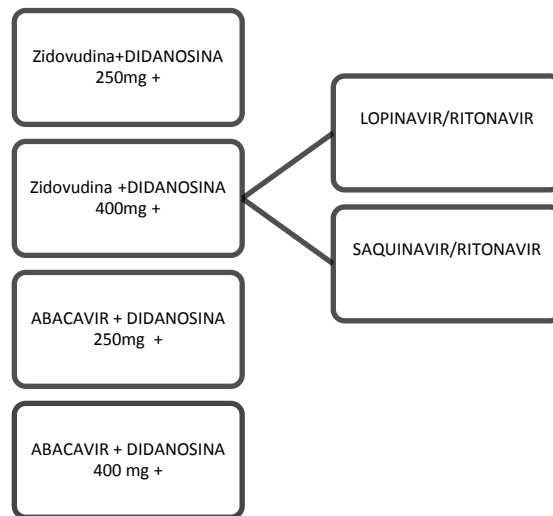 Zidovudina+DIDANOSINA
250mg +
Zidovudina +DIDANOSINA
400mg +
ABACAVIR + DIDANOSINA
250mg +
ABACAVIR + DIDANOSINA
400 mg +
LOPINAVIR/RITONAVIR
SAQUINAVIR/RITONAVIR